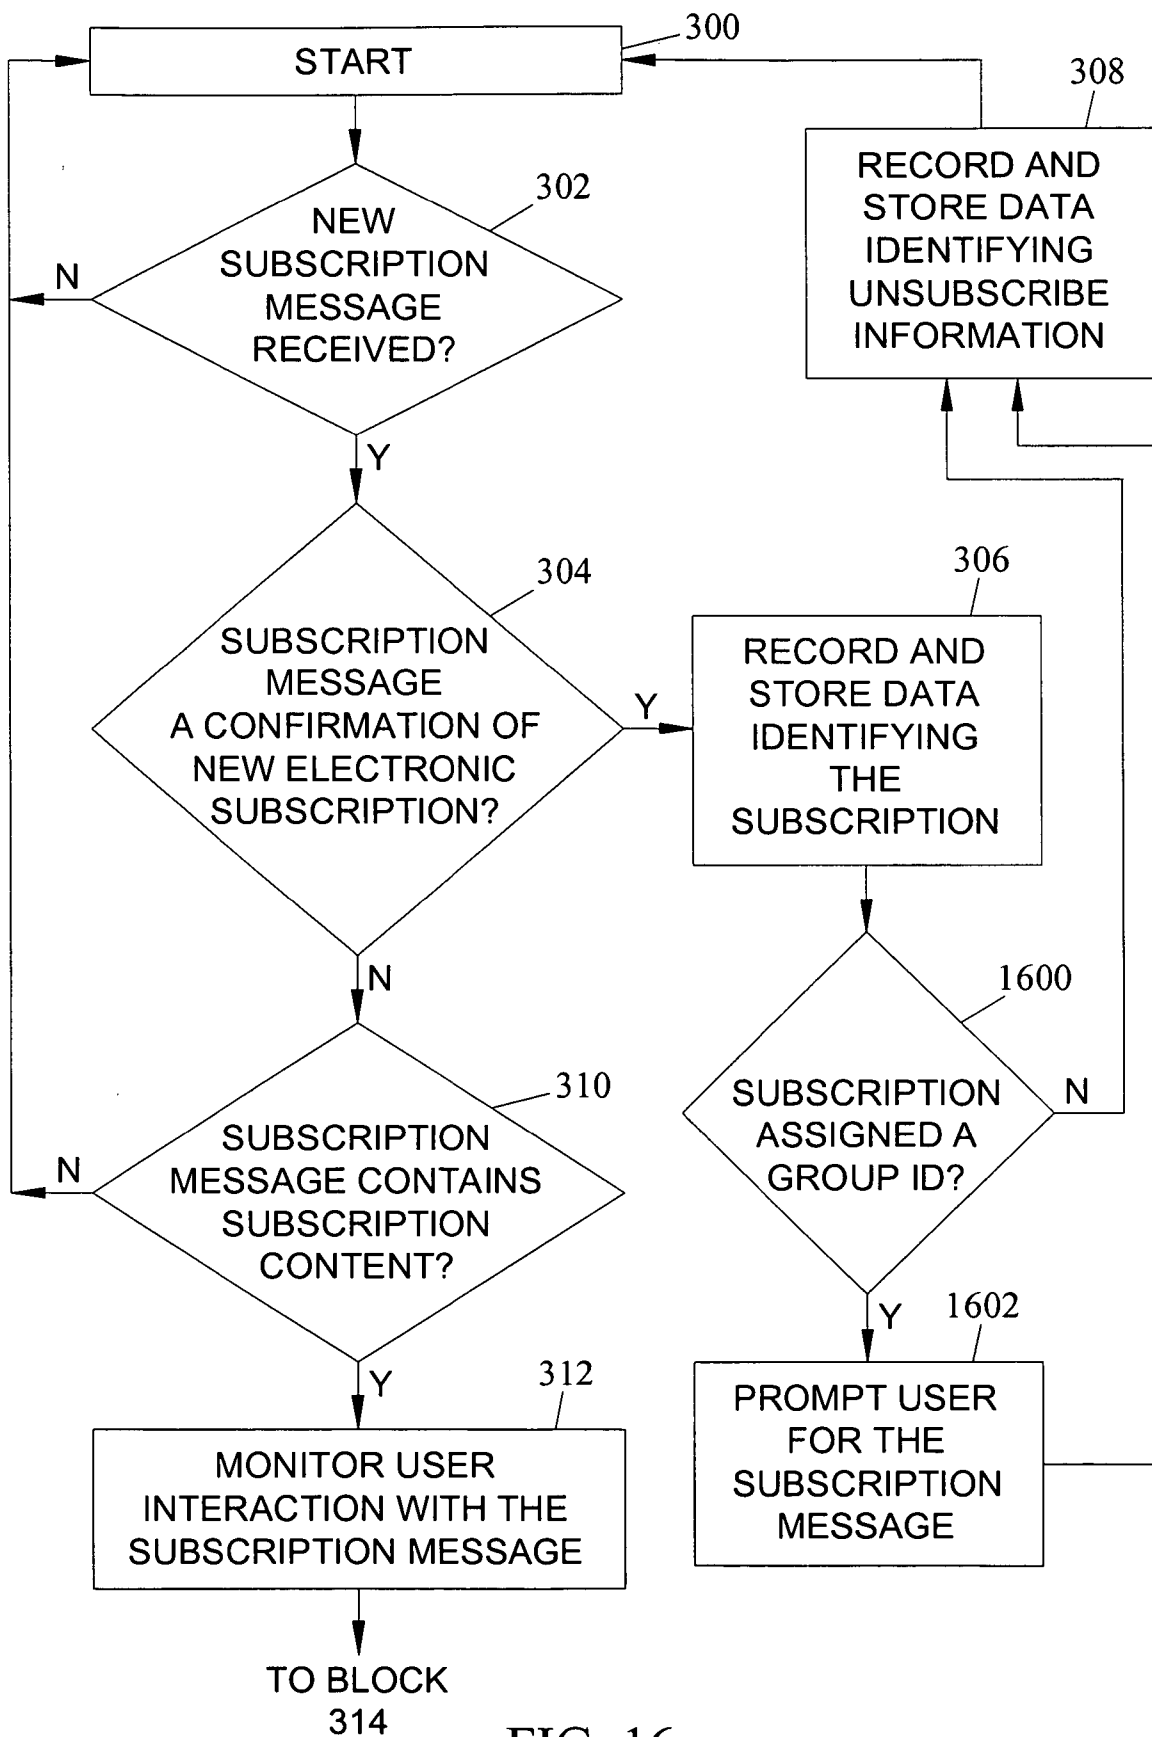 START
300
NEW
SUBSCRIPTION
MESSAGE
RECEIVED?
302
N
Y
SUBSCRIPTION
MESSAGE
A CONFIRMATION OF
NEW ELECTRONIC
SUBSCRIPTION?
304
Y
N
SUBSCRIPTION
MESSAGE CONTAINS
SUBSCRIPTION
CONTENT?
310
N
Y
MONITOR USER
INTERACTION WITH THE
SUBSCRIPTION MESSAGE
312
TO BLOCK
314
308
RECORD AND
STORE DATA
IDENTIFYING
UNSUBSCRIBE
INFORMATION
306
RECORD AND
STORE DATA
IDENTIFYING
THE
SUBSCRIPTION
1600
SUBSCRIPTION
ASSIGNED A
GROUP ID?
N
Y
1602
PROMPT USER
FOR THE
SUBSCRIPTION
MESSAGE
FIG. 16